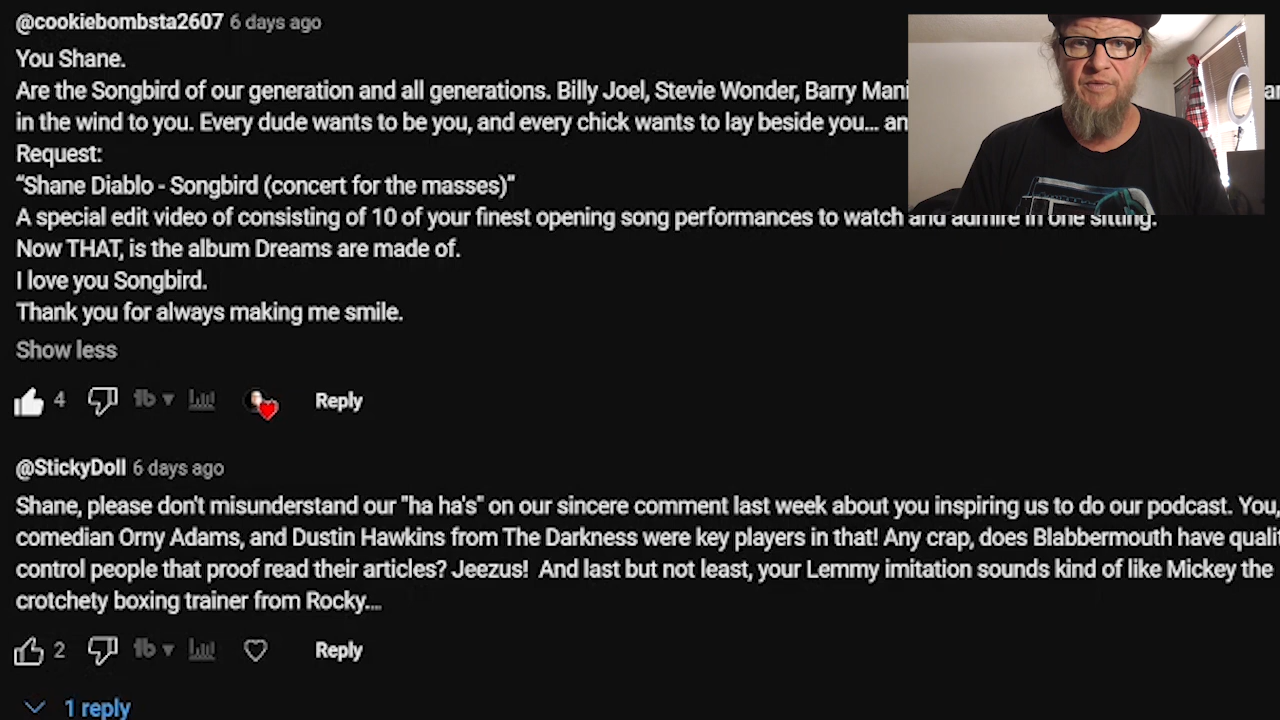 @cookiebombsta2607 6 days ago
You Shane.
Are the Songbird of our generation and all generations. Billy Joel, Stevie Wonder, Barry Mani
in the wind to you. Every dude wants to be you, and every chick wants to lay beside you... an
Request:
“Shane Diablo - Songbird (concert for the masses)”
A special edit video of consisting of 10 of your finest opening song performances to watch and admire in one sitting.
Now THAT, is the album Dreams are made of.
I love you Songbird.
Thank you for always making me smile.
Show less
4 Reply
@StickyDoll 6 days ago
Shane, please don't misunderstand our "ha ha's" on our sincere comment last week about you inspiring us to do our podcast. You,
comedian Orny Adams, and Dustin Hawkins from The Darkness were key players in that! Any crap, does Blabbermouth have qualit
control people that proof read their articles? Jeezus! And last but not least, your Lemmy imitation sounds kind of like Mickey the
crotchety boxing trainer from Rocky....
2 Reply
1 reply